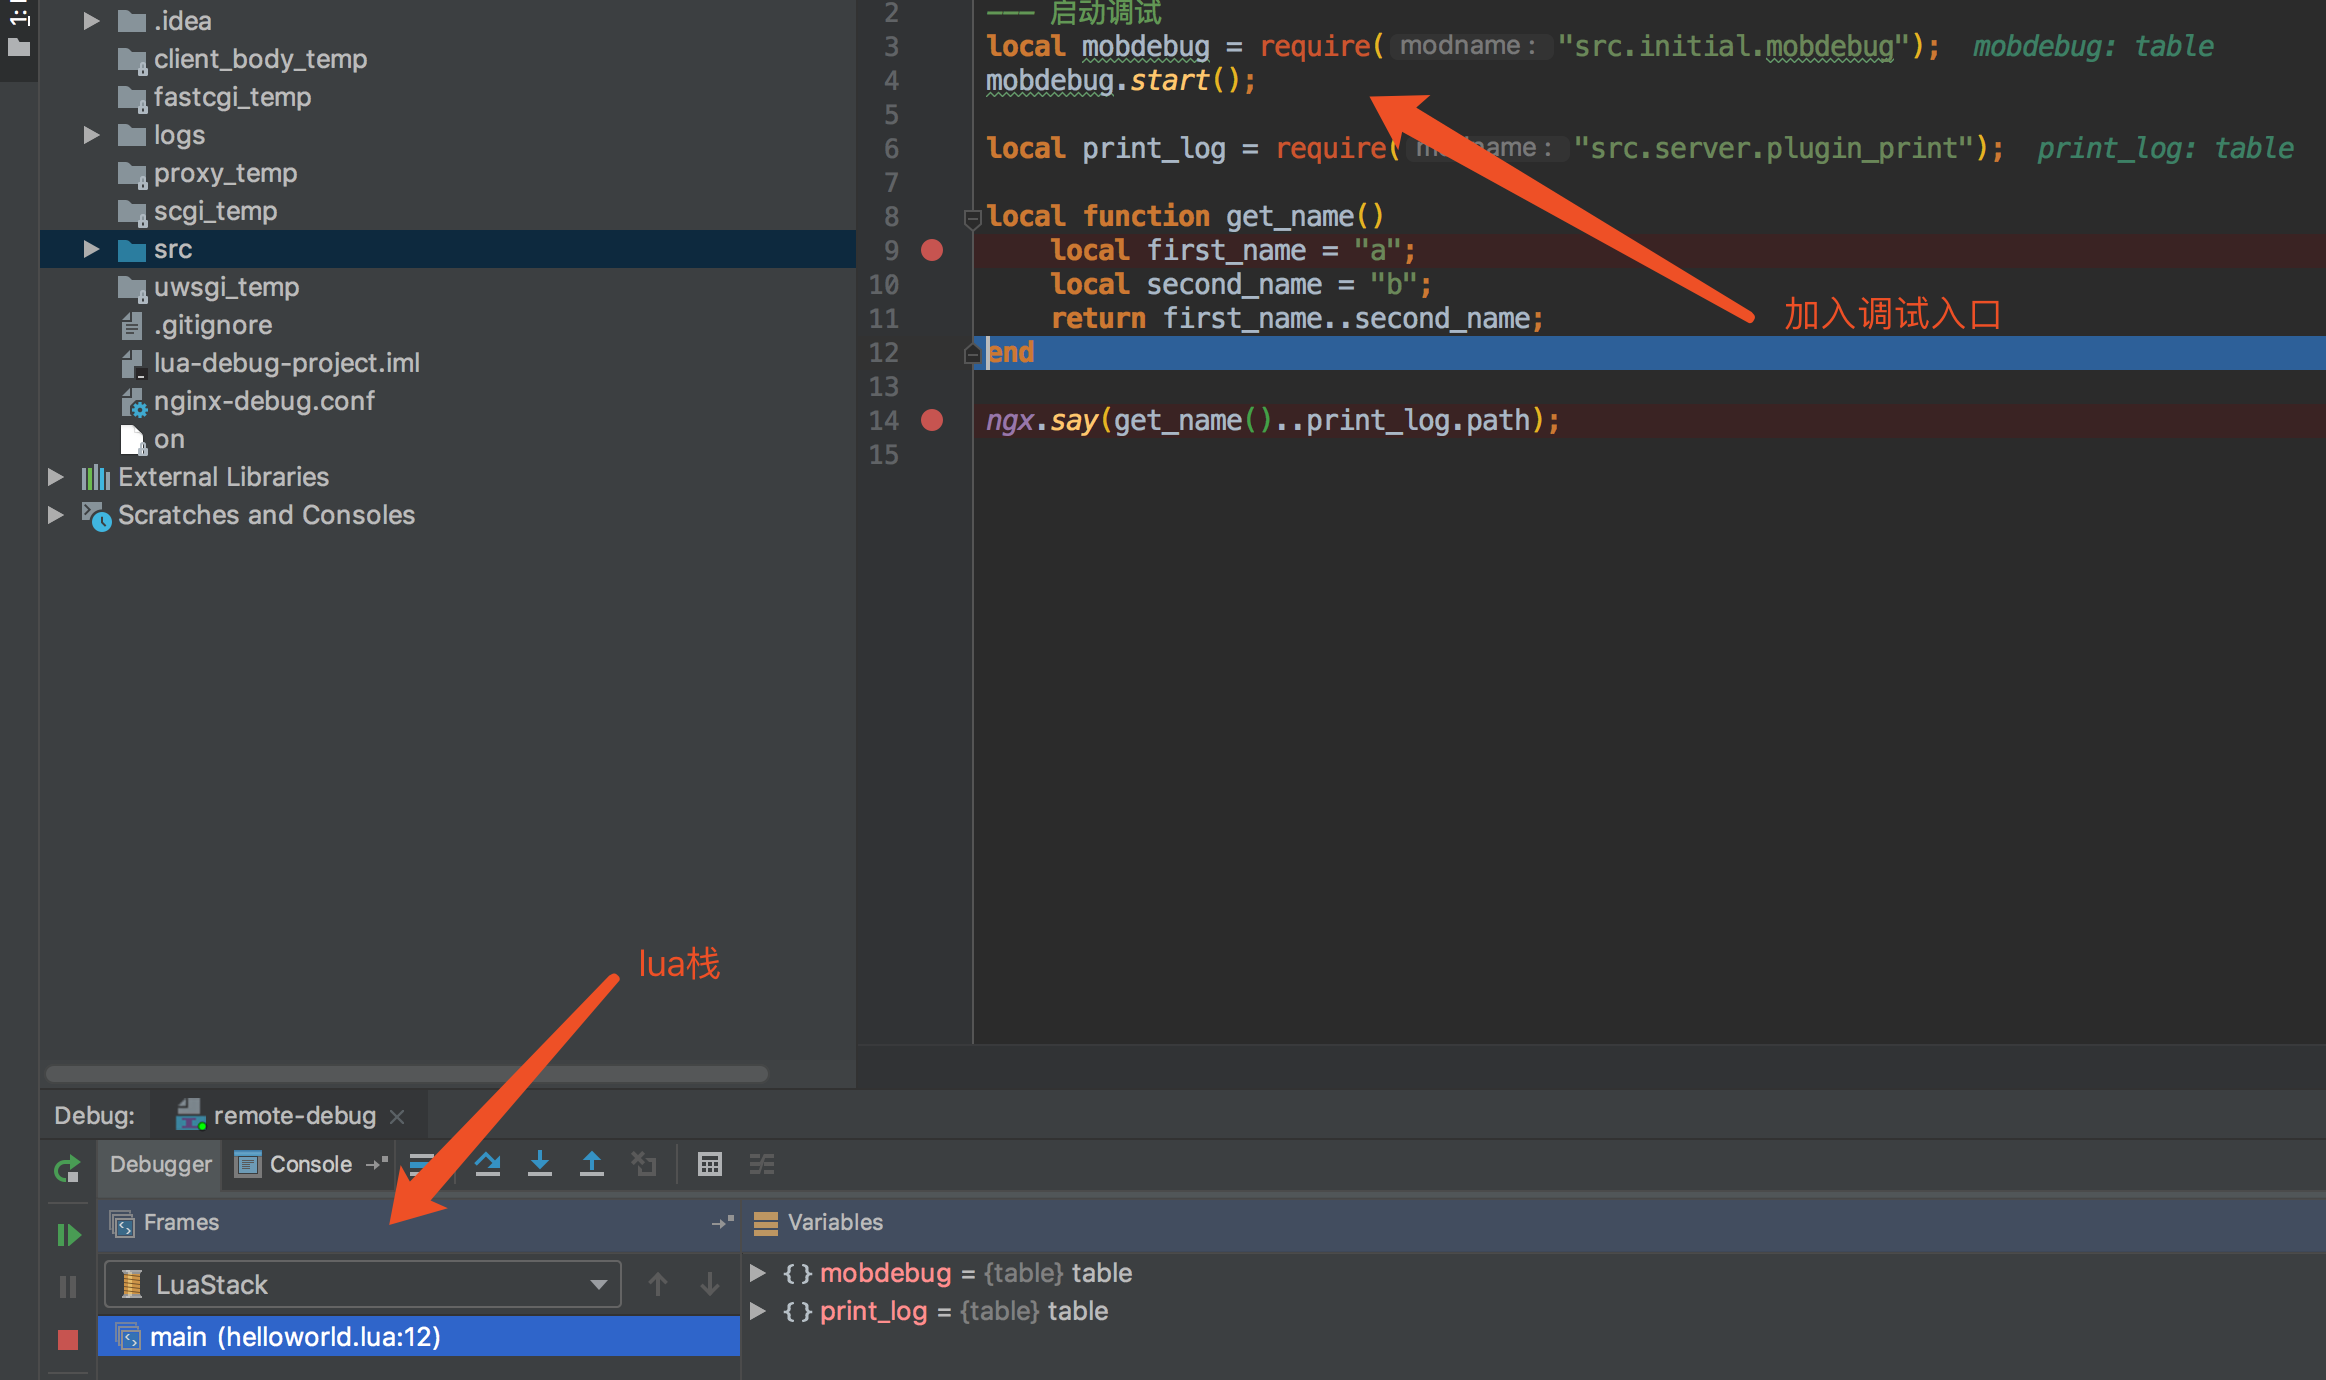 1:
.idea
client_body_temp
fastcgi_temp
logs
proxy_temp
scgi_temp
src
uwsgi_temp
.gitignore
lua-debug-project.iml
nginx-debug.conf
on
External Libraries
Scratches and Consoles
2 --- 启动调试
3 local mobdebug = require( modname: "src.initial.mobdebug"); mobdebug: table
4 mobdebug.start();
5
6 local print_log = require( modname: "src.server.plugin_print"); print_log: table
7
8 local function get_name()
9 local first_name = "a";
10 local second_name = "b";
11 return first_name..second_name;
12 end
13
14 ngx.say(get_name()..print_log.path);
15
加入调试入口
lua栈
Debug: remote-debug
Debugger Console
Frames
Variables
LuaStack
main (helloworld.lua:12)
{} mobdebug = {table} table
{} print_log = {table} table